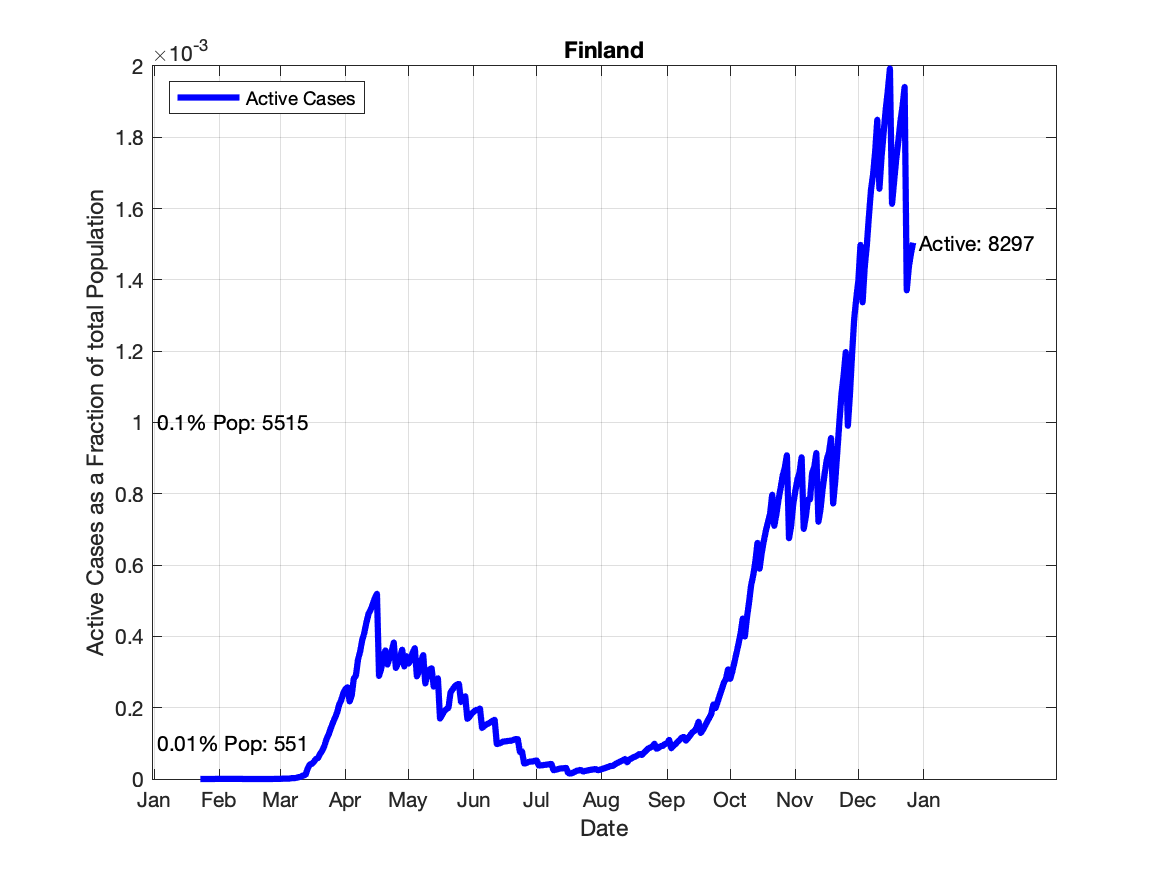 Finland
×10-3
2
Active Cases
1.8
1.6
1.4
Active: 8297
1.2
1
0.1% Pop: 5515
0.8
0.6
0.4
0.2
0.01% Pop: 551
0
Active Cases as a Fraction of total Population
Jan Feb Mar Apr May Jun Jul Aug Sep Oct Nov Dec Jan
Date